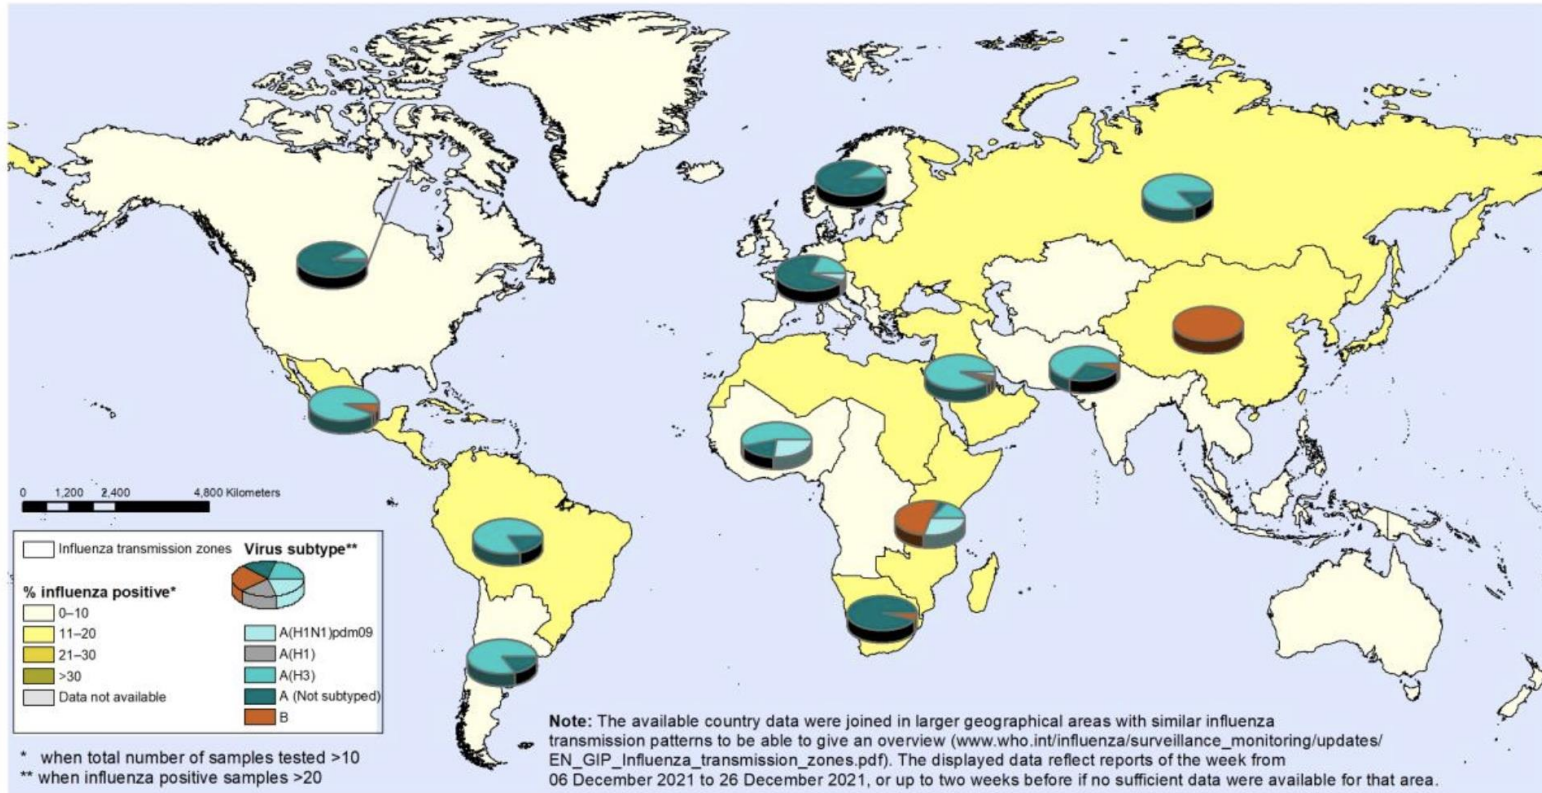 0 1,200 2,400 4,800 Kilometers
Influenza transmission zones
Virus subtype**
% influenza positive*
0–10
11–20
21–30
>30
Data not available
A(H1N1)pdm09
A(H1)
A(H3)
A (Not subtyped)
B
* when total number of samples tested >10
** when influenza positive samples >20
Note: The available country data were joined in larger geographical areas with similar influenza
transmission patterns to be able to give an overview (www.who.int/influenza/surveillance_monitoring/updates/
EN_GIP_Influenza_transmission_zones.pdf). The displayed data reflect reports of the week from
06 December 2021 to 26 December 2021, or up to two weeks before if no sufficient data were available for that area.